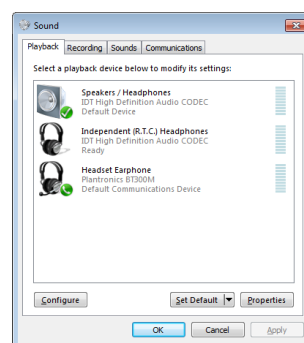 Sound
Playback Recording Sounds Communications
Select a playback device below to modify its settings:
Speakers / Headphones
IDT High Definition Audio CODEC
Default Device
Independent (R.T.C.) Headphones
IDT High Definition Audio CODEC
Ready
Headset Earphone
Plantronics BT300M
Default Communications Device
Configure Set Default Properties
OK Cancel Apply